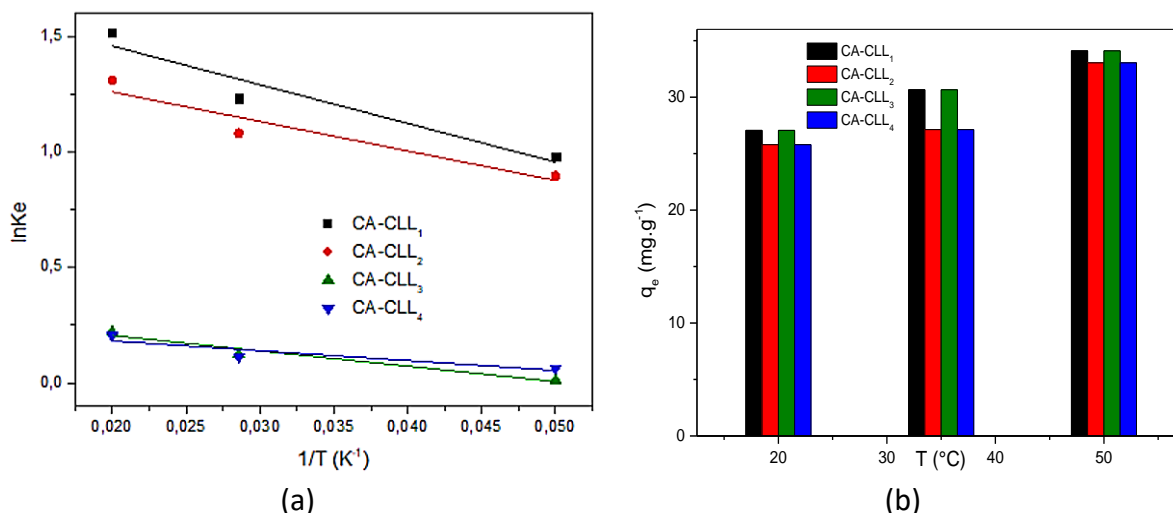 1,5
1,0
0,5
0,0
lnKe
CA-CLL1
CA-CLL2
CA-CLL3
CA-CLL4
0,020 0,025 0,030 0,035 0,040 0,045 0,050
1/T (K-1)
(a)
30
20
10
0
qe (mg.g-1)
CA-CLL1
CA-CLL2
CA-CLL3
CA-CLL4
20 30 40 50
T (°C)
(b)